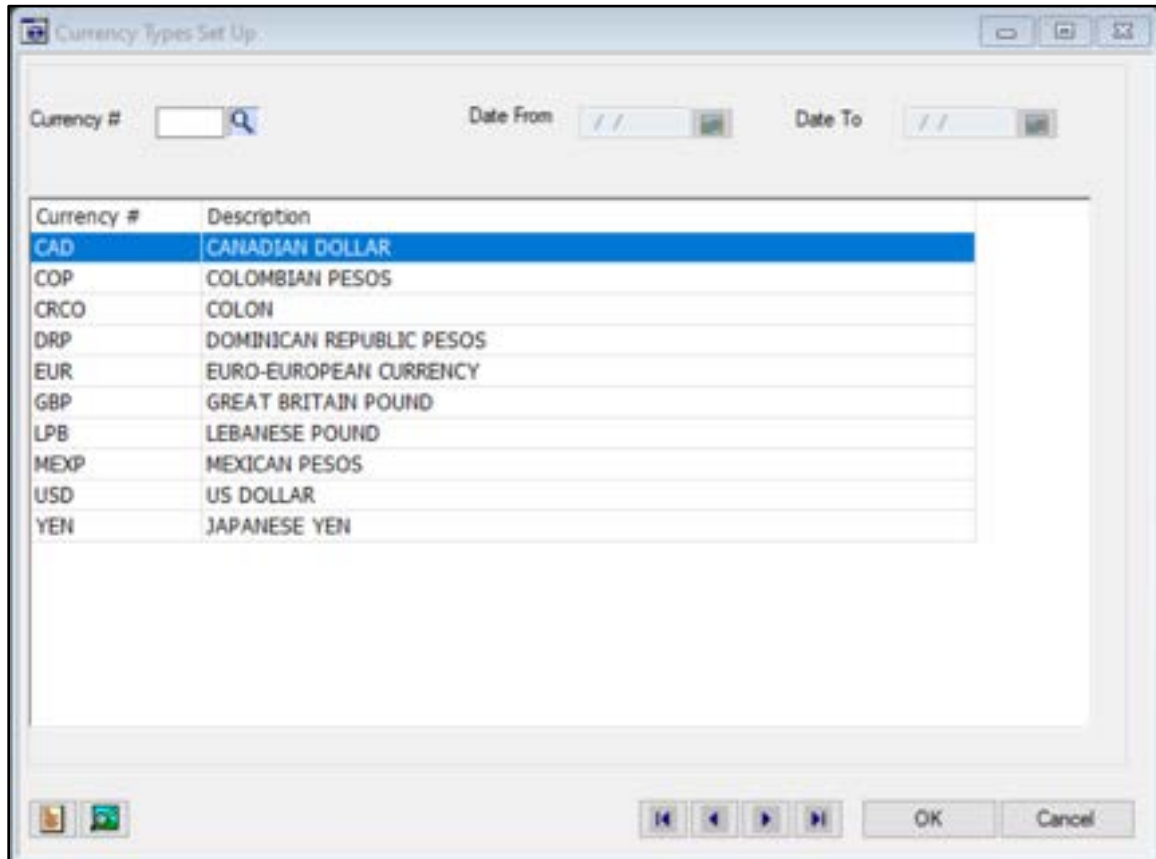 Currency Types Set Up
Currency # Date From / / Date To / /
Currency # Description
CAD CANADIAN DOLLAR
COP COLOMBIAN PESOS
CRCO COLON
DRP DOMINICAN REPUBLIC PESOS
EUR EURO-EUROPEAN CURRENCY
GBP GREAT BRITAIN POUND
LPB LEBANESE POUND
MEXP MEXICAN PESOS
USD US DOLLAR
YEN JAPANESE YEN
OK Cancel